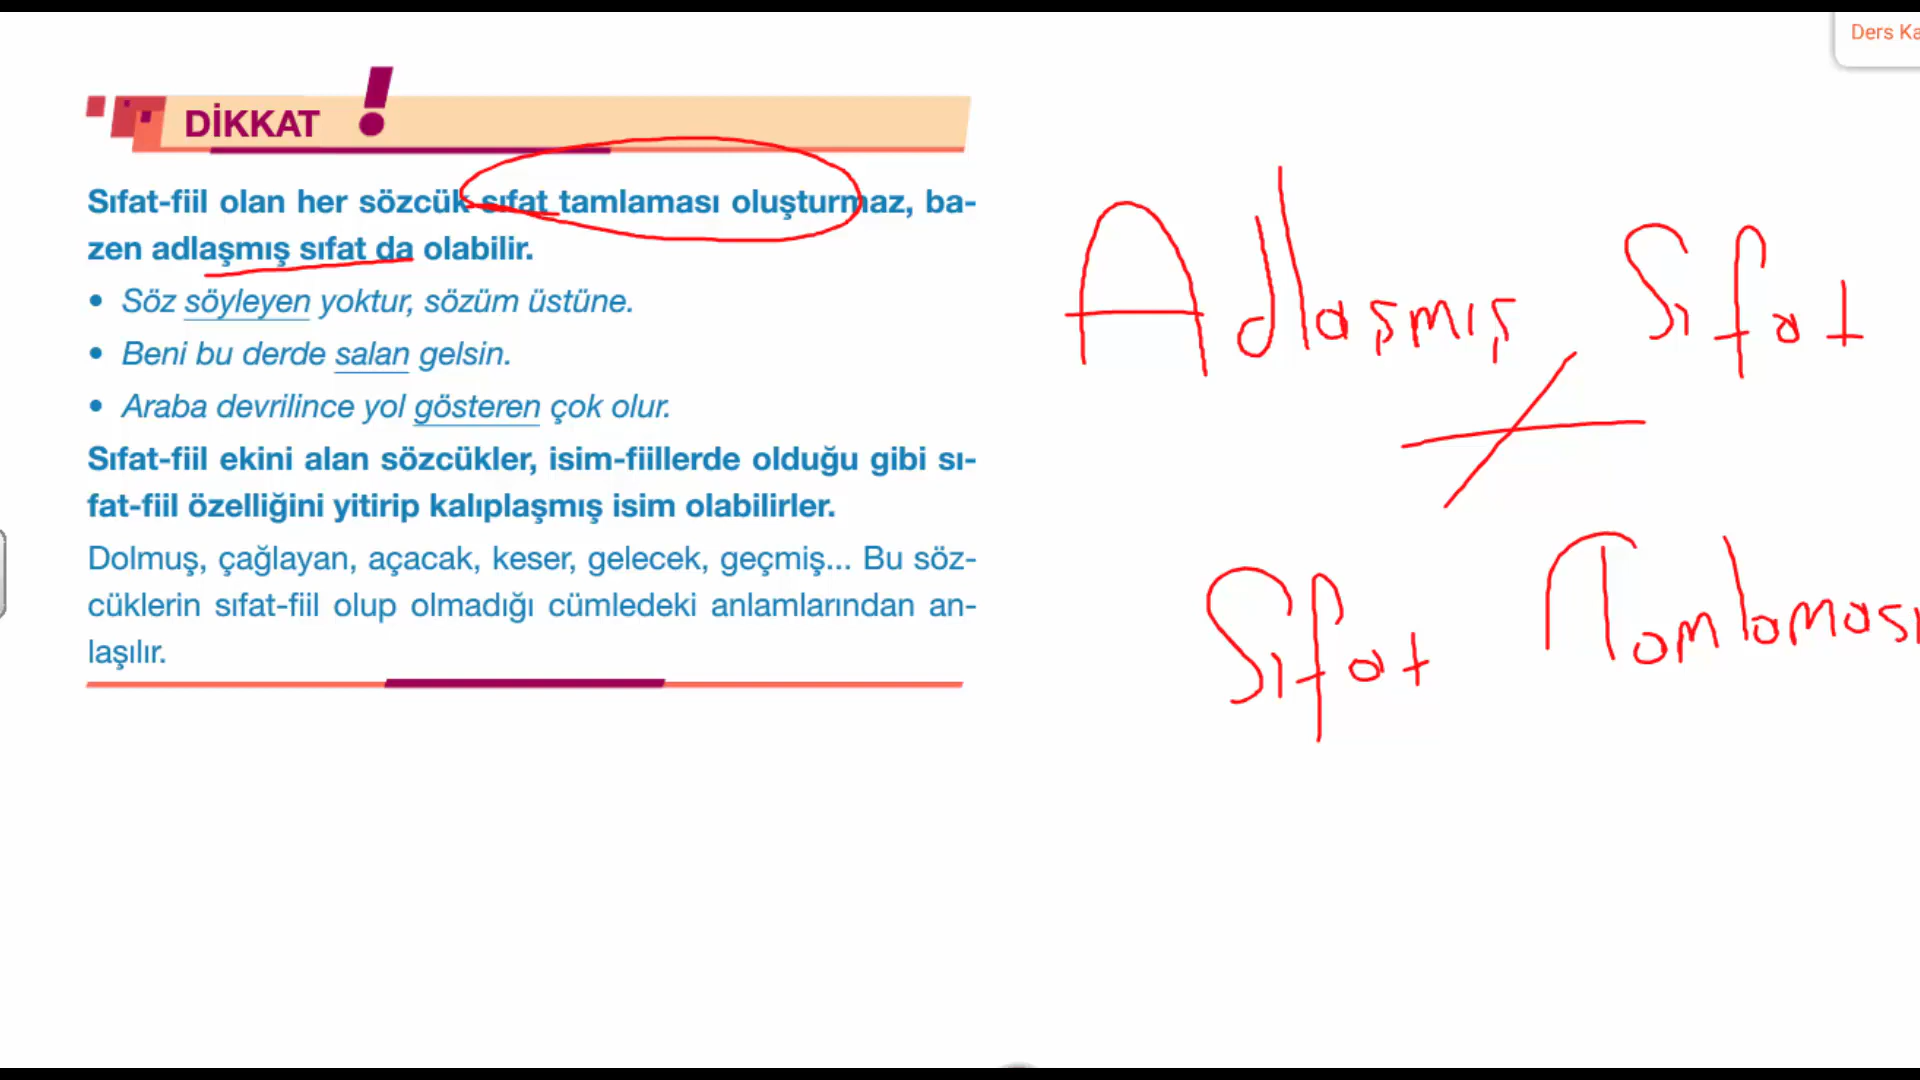 Ders Ka
DİKKAT !
Sıfat-fiil olan her sözcük sıfat tamlaması oluşturmaz, ba-
zen adlaşmış sıfat da olabilir.
• Söz söyleyen yoktur, sözüm üstüne.
• Beni bu derde salan gelsin.
• Araba devrilince yol gösteren çok olur.
Sıfat-fiil ekini alan sözcükler, isim-fiillerde olduğu gibi sı-
fat-fiil özelliğini yitirip kalıplaşmış isim olabilirler.
Dolmuş, çağlayan, açacak, keser, gelecek, geçmiş... Bu söz-
cüklerin sıfat-fiil olup olmadığı cümledeki anlamlarından an-
laşılır.
Adlaşmış Sıfat
≠
Sıfat Tamlaması